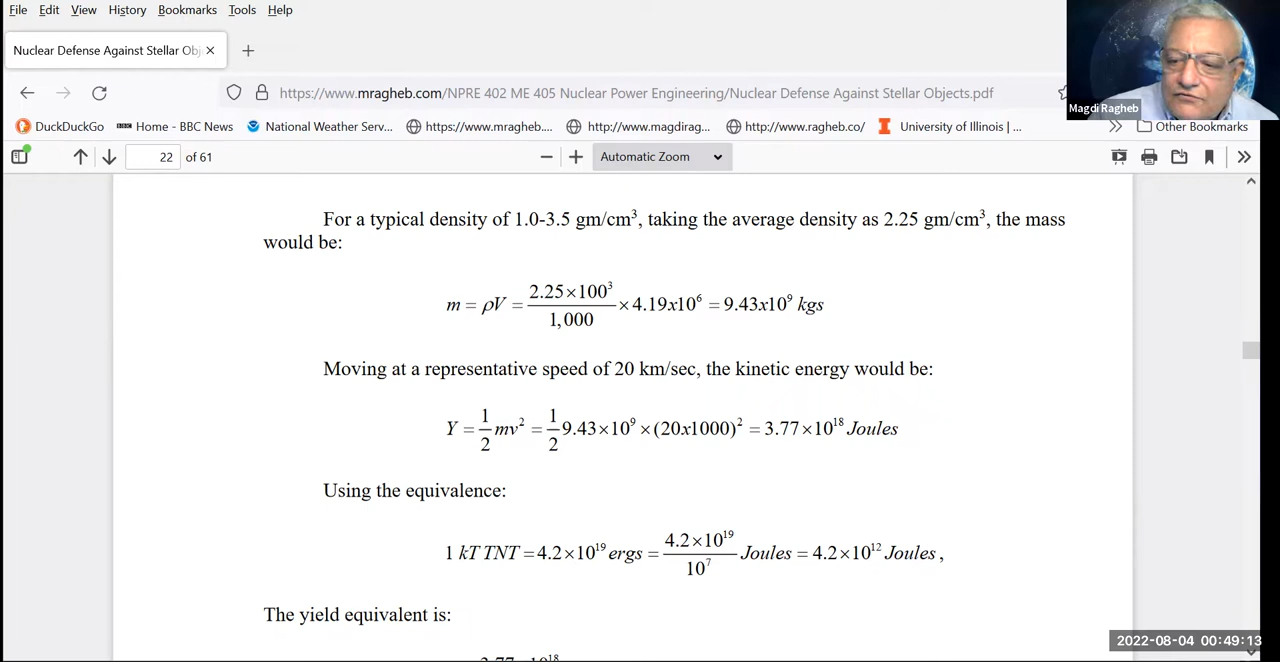 File Edit View History Bookmarks Tools Help
Nuclear Defense Against Stellar Obj
https://www.mragheb.com/NPRE 402 ME 405 Nuclear Power Engineering/Nuclear Defense Against Stellar Objects.pdf
Magdi Ragheb
DuckDuckGo BBC Home - BBC News National Weather Serv... https://www.mragheb.... http://www.magdirag... http://www.ragheb.co/ I University of Illinois |... Other Bookmarks
22 of 61 Automatic Zoom
For a typical density of 1.0-3.5 gm/cm³, taking the average density as 2.25 gm/cm³, the mass
would be:
m = ρV = 2.25×100³ / 1,000 × 4.19x10⁶ = 9.43x10⁹ kgs
Moving at a representative speed of 20 km/sec, the kinetic energy would be:
Y = 1/2 mv² = 1/2 9.43×10⁹ ×(20x1000)² = 3.77×10¹⁸ Joules
Using the equivalence:
1 kT TNT = 4.2×10¹⁹ ergs = 4.2×10¹⁹ / 10⁷ Joules = 4.2×10¹² Joules ,
The yield equivalent is:
2022-08-04 00:49:13